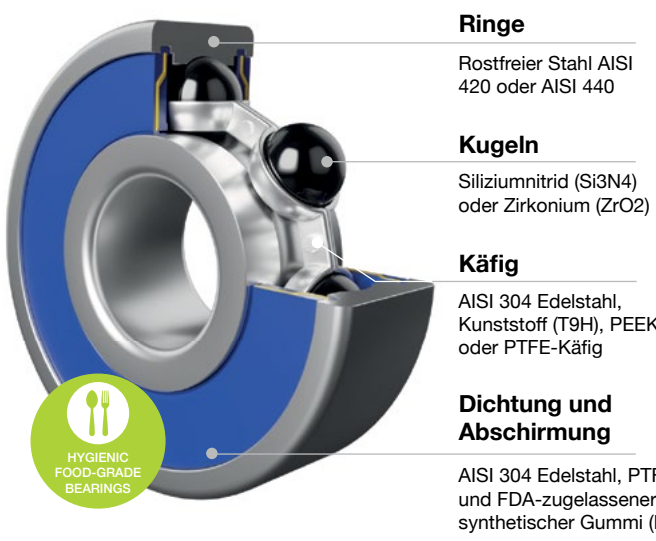 Ringe
Rostfreier Stahl AISI
420 oder AISI 440
Kugeln
Siliziumnitrid (Si3N4)
oder Zirkonium (ZrO2)
Käfig
AISI 304 Edelstahl,
Kunststoff (T9H), PEEK
oder PTFE-Käfig
Dichtung und
Abschirmung
AISI 304 Edelstahl,
und FDA-zugelassener
synthetischer Gummi
HYGIENIC
FOOD-GRADE
BEARINGS